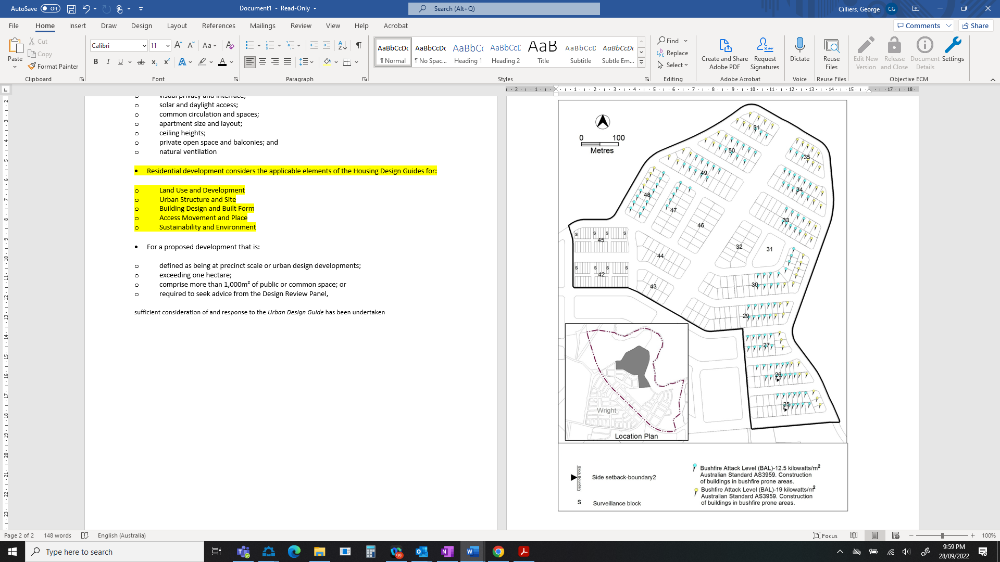 AutoSave Off Document1 - Read-Only Search (Alt+Q) Cilliers, George CG
File Home Insert Draw Design Layout References Mailings Review View Help Acrobat Comments Share
Paste Cut Copy Format Painter
Calibri 11
AaBbCcDc AaBbCcDc AaBbCc AaBbCcD AaB AaBbCcD AaBbCcDc
¶ Normal ¶ No Spac... Heading 1 Heading 2 Title Subtitle Subtle Em...
Find Replace Select
Create and Share Adobe PDF Request Signatures Dictate Reuse Files Edit New Version Release and Close Document Details Settings
Clipboard Font Paragraph Styles Editing Adobe Acrobat Voice Reuse Files Objective ECM
o visual privacy and interface;
o solar and daylight access;
o common circulation and spaces;
o apartment size and layout;
o ceiling heights;
o private open space and balconies; and
o natural ventilation
• Residential development considers the applicable elements of the Housing Design Guides for:
o Land Use and Development
o Urban Structure and Site
o Building Design and Built Form
o Access Movement and Place
o Sustainability and Environment
• For a proposed development that is:
o defined as being at precinct scale or urban design developments;
o exceeding one hectare;
o comprise more than 1,000m² of public or common space; or
o required to seek advice from the Design Review Panel,
sufficient consideration of and response to the Urban Design Guide has been undertaken
0 100
Metres
51
50
35
49
34
48
47
46
33
32
31
S S S S
45
44
S S S S
42
43
30
29
27
26
25
Wright
Location Plan
Block Boundary
Side setback-boundary2
S Surveillance block
Bushfire Attack Level (BAL)-12.5 kilowatts/m²
Australian Standard AS3959. Construction
of buildings in bushfire prone areas.
Bushfire Attack Level (BAL)-19 kilowatts/m²
Australian Standard AS3959. Construction
of buildings in bushfire prone areas.
Page 2 of 2 148 words English (Australia) Focus 100%
Type here to search 99 9:59 PM
28/09/2022